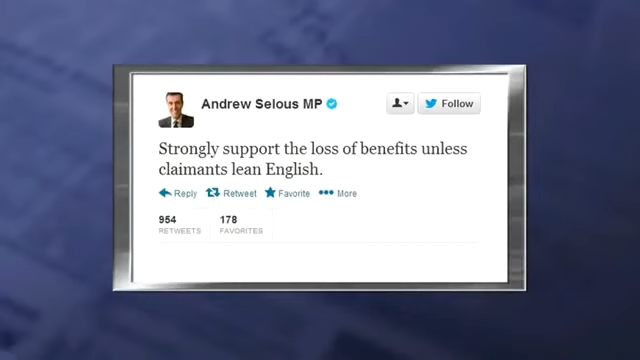 Andrew Selous MP
Follow
Strongly support the loss of benefits unless
claimants lean English.
Reply Retweet Favorite More
954 178
RETWEETS FAVORITES